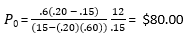 P₀ = .6(.20 − .15) / (15−(.20)(.60)) 12 / .15 = $80.00